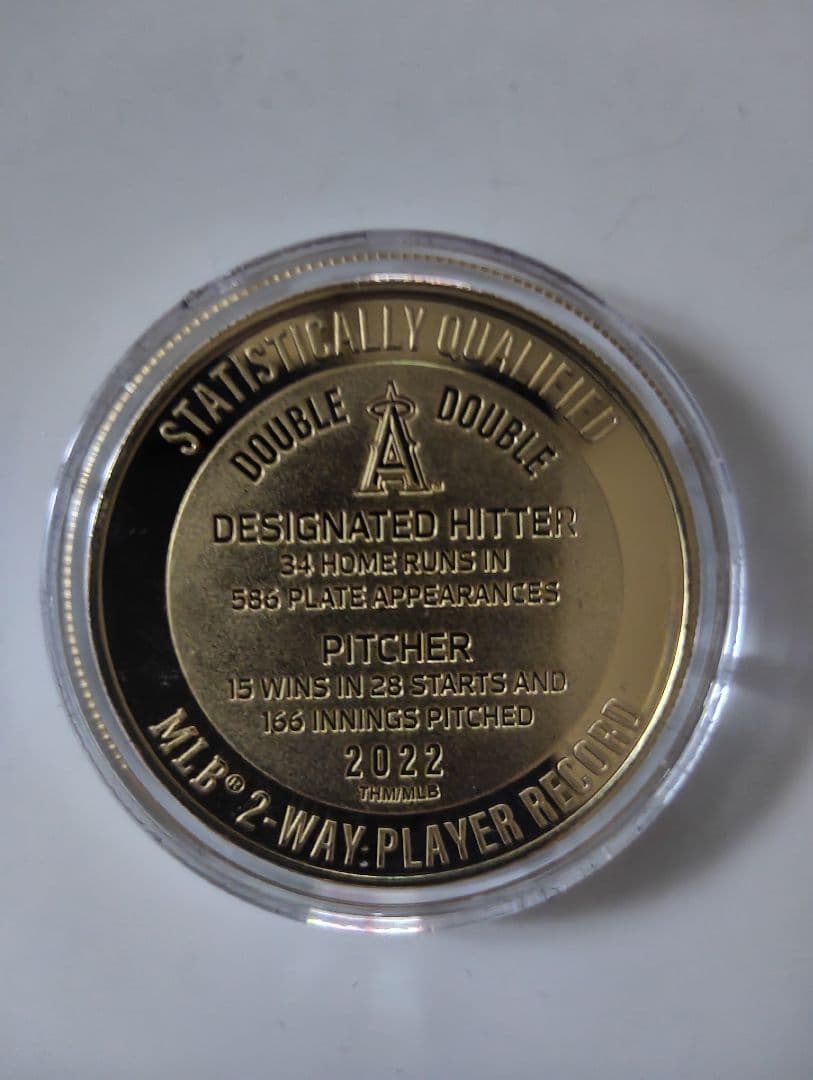 STATISTICALLY QUALIFIED
DOUBLE A DOUBLE
DESIGNATED HITTER
34 HOME RUNS IN
586 PLATE APPEARANCES
PITCHER
15 WINS IN 28 STARTS AND
166 INNINGS PITCHED
2022
THM/MLB
MLB® 2-WAY PLAYER RECORD